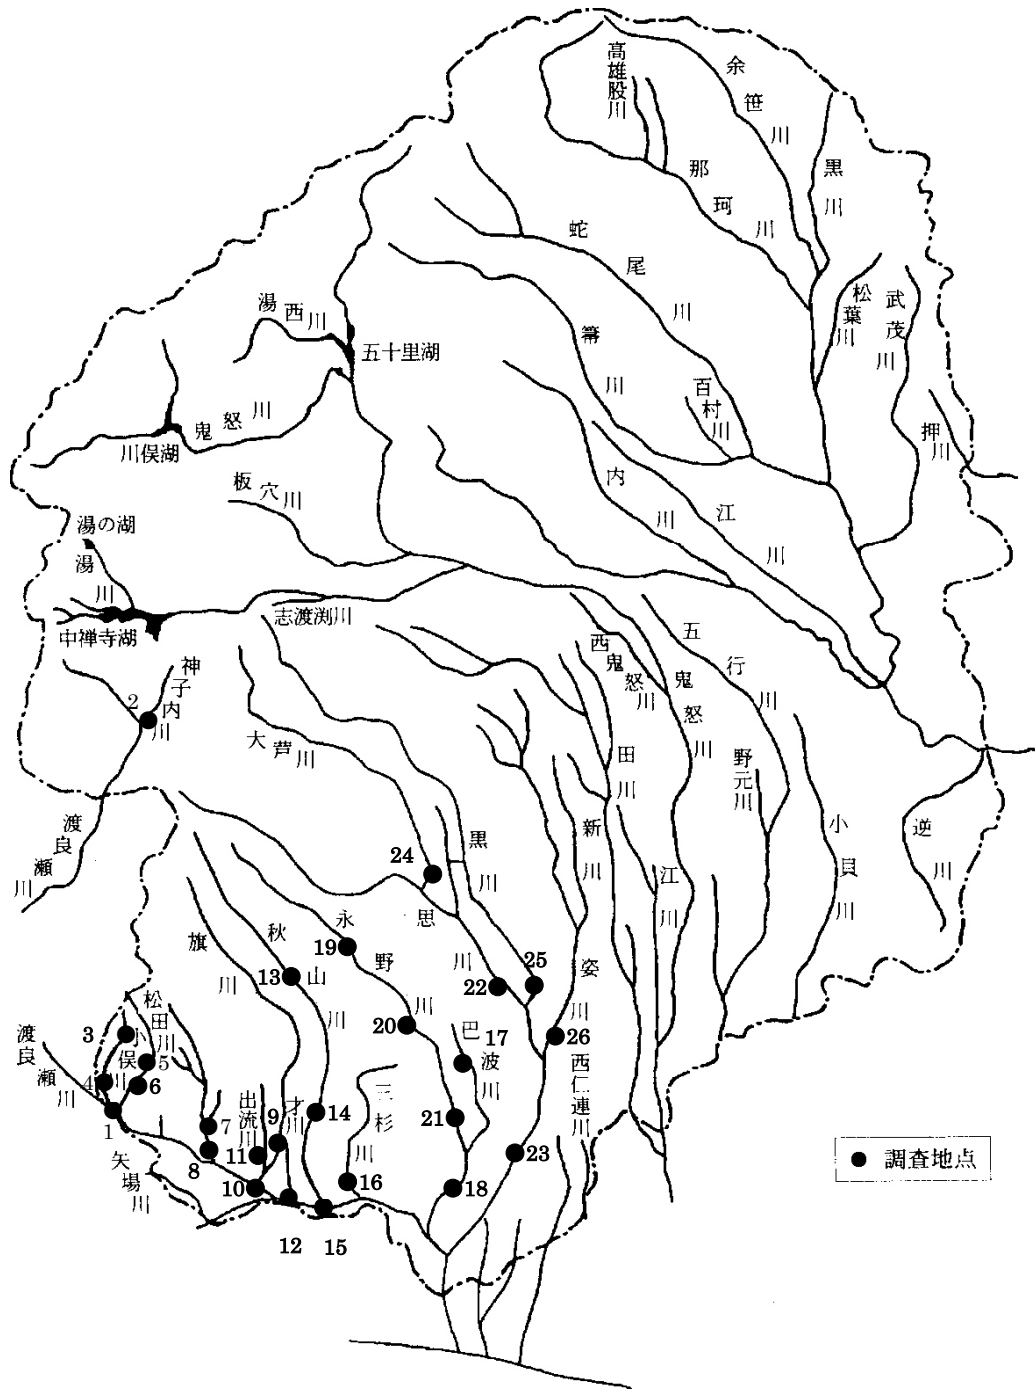 高雄股川
余笹川
那珂川
黒川
蛇尾川
松葉川
武茂川
湯西川
五十里湖
箒川
百村川
押川
鬼怒川
川俣湖
板穴川
内川
江川
湯の湖
湯川
中禅寺湖
志渡渕川
神子内川
2
大芦川
西鬼怒川
鬼怒川
五行川
田川
野元川
新川
小貝川
逆川
渡良瀬川
黒川
24
思川
江川
永野川
秋山川
旗川
19
13
22
25
姿川
26
20
巴波川
17
松田川
3
小俣川
5
渡良瀬川
4
6
1
7
8
出流川
9
才川
14
三杉川
21
西仁連川
23
11
10
16
18
矢場川
12
15
調査地点